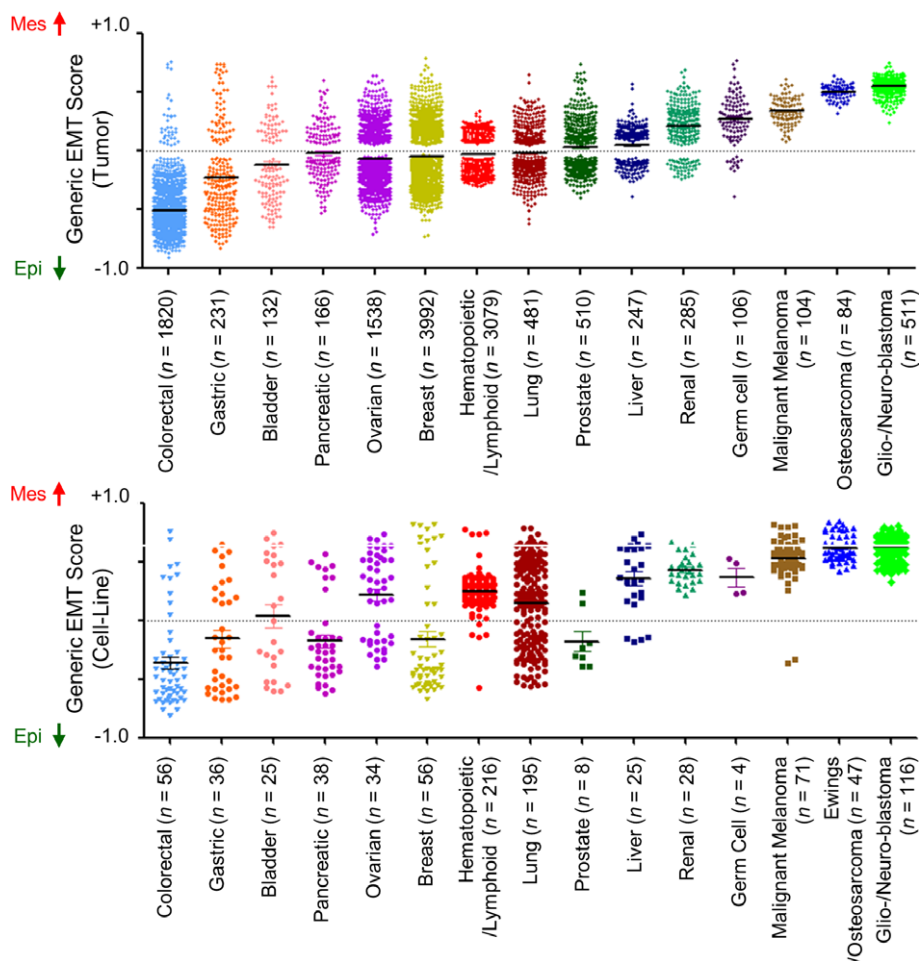 Mes
+1.0
Generic EMT Score
(Tumor)
Epi
-1.0
Colorectal (n = 1820)
Gastric (n = 231)
Bladder (n = 132)
Pancreatic (n = 166)
Ovarian (n = 1538)
Breast (n = 3992)
Hematopoietic
/Lymphoid (n = 3079)
Lung (n = 481)
Prostate (n = 510)
Liver (n = 247)
Renal (n = 285)
Germ cell (n = 106)
Malignant Melanoma
(n = 104)
Osteosarcoma (n = 84)
Glio-/Neuro-blastoma
(n = 511)
Mes
+1.0
Generic EMT Score
(Cell-Line)
Epi
-1.0
Colorectal (n = 56)
Gastric (n = 36)
Bladder (n = 25)
Pancreatic (n = 38)
Ovarian (n = 34)
Breast (n = 56)
Hematopoietic
/Lymphoid (n = 216)
Lung (n = 195)
Prostate (n = 8)
Liver (n = 25)
Renal (n = 28)
Germ Cell (n = 4)
Malignant Melanoma
(n = 71)
Ewings
/Osteosarcoma (n = 47)
Glio-/Neuro-blastoma
(n = 116)